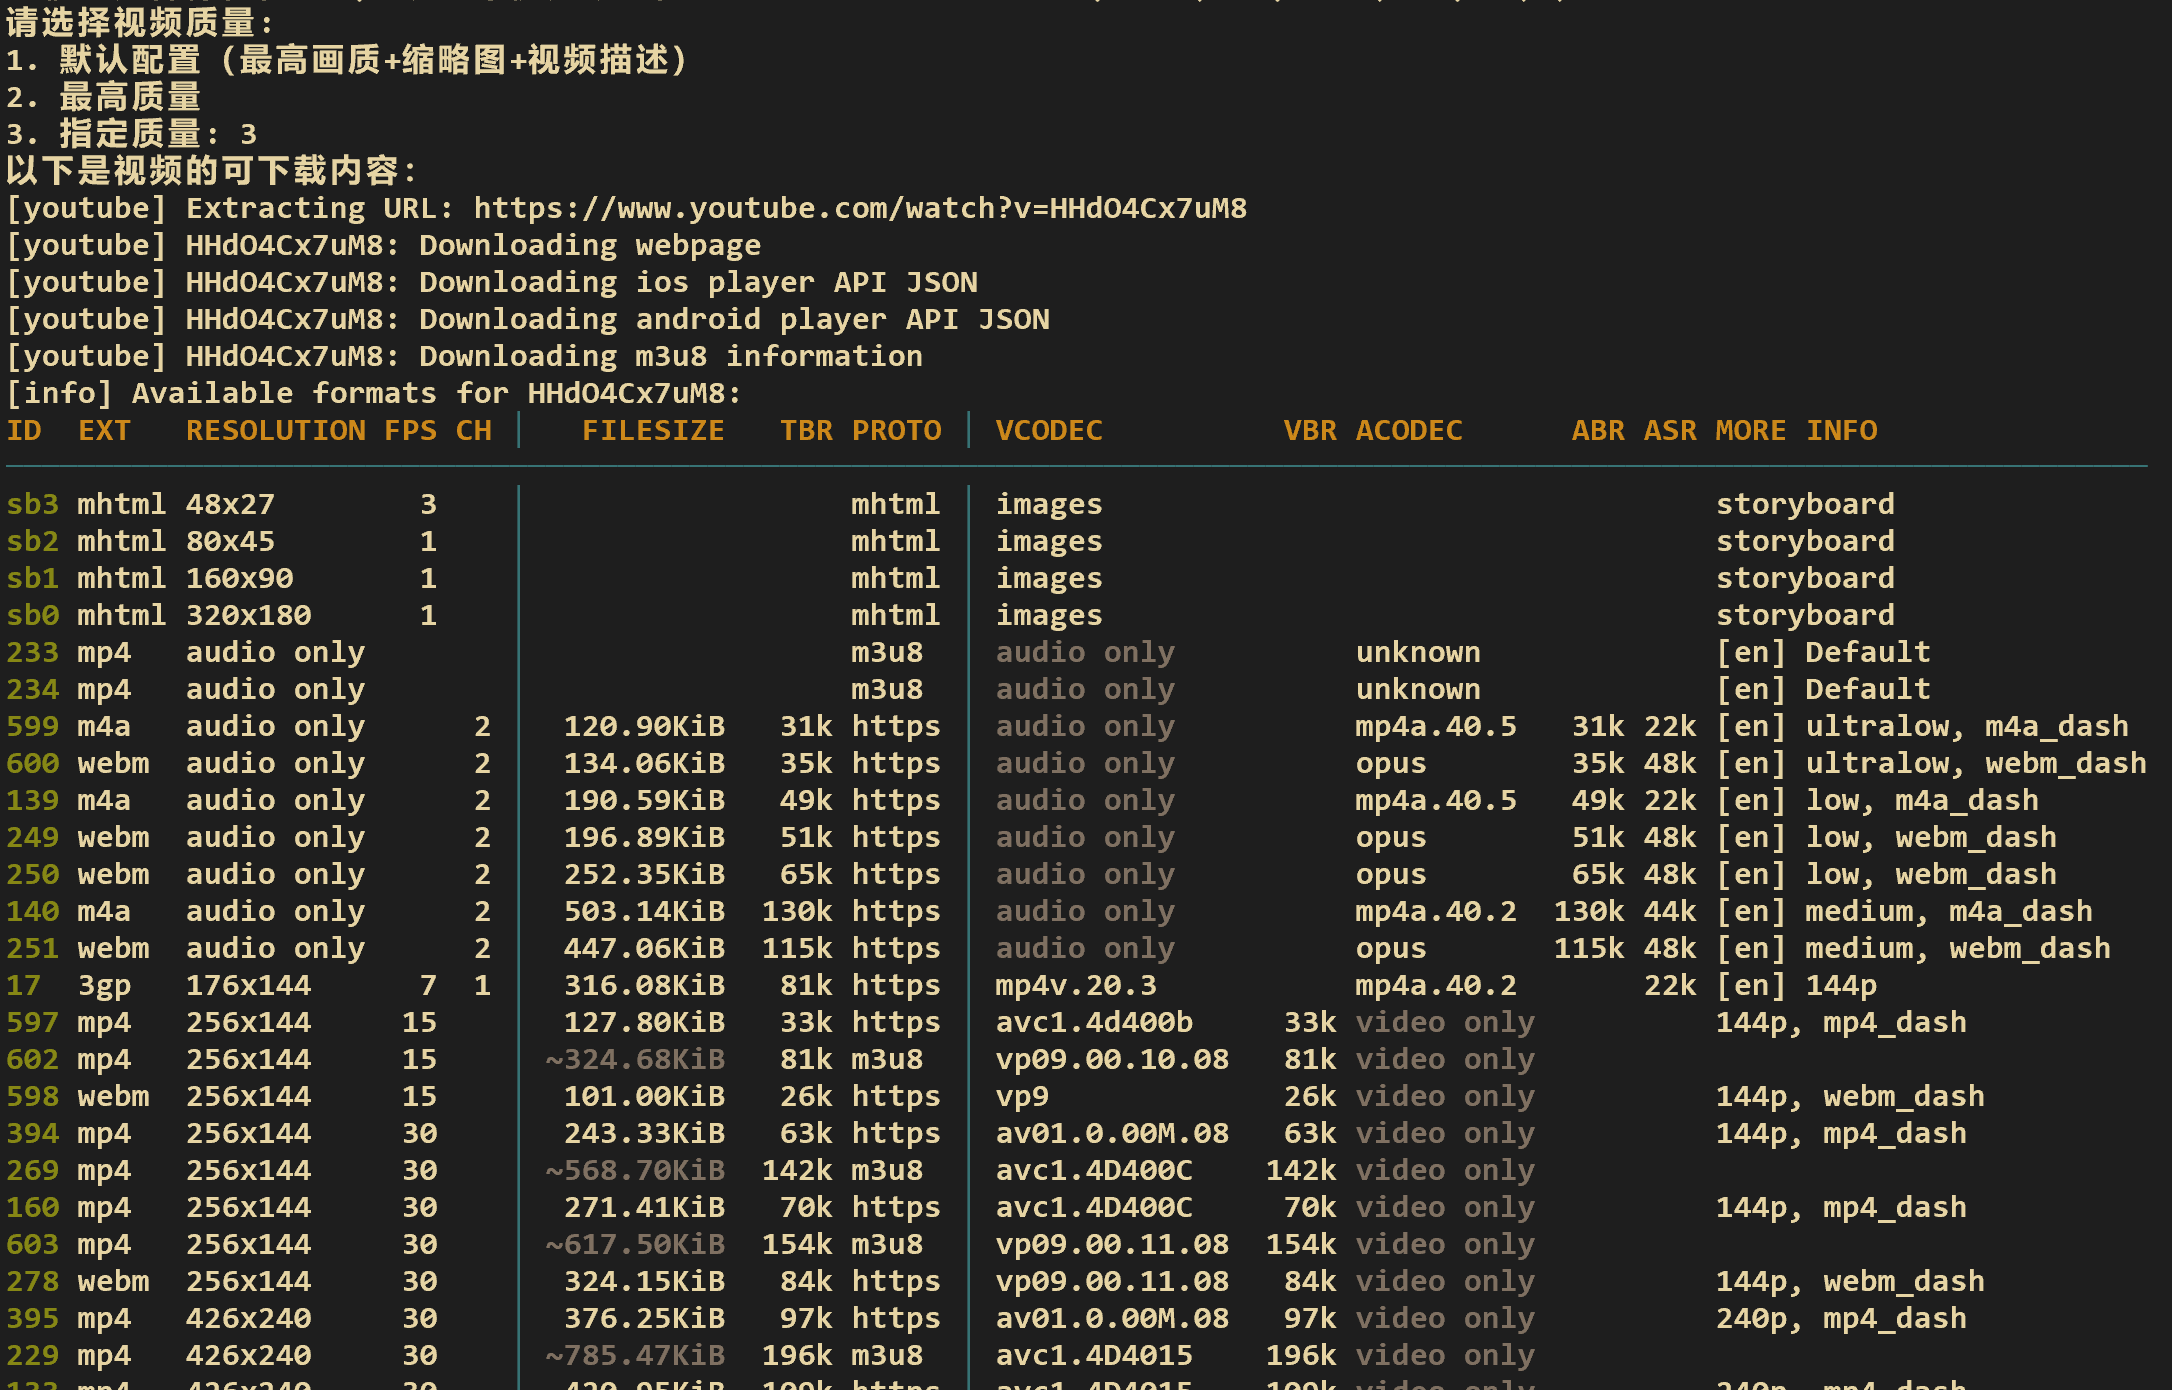 请选择视频质量:
1. 默认配置 (最高画质+缩略图+视频描述)
2. 最高质量
3. 指定质量: 3
以下是视频的可下载内容:
[youtube] Extracting URL: https://www.youtube.com/watch?v=HHdO4Cx7uM8
[youtube] HHdO4Cx7uM8: Downloading webpage
[youtube] HHdO4Cx7uM8: Downloading ios player API JSON
[youtube] HHdO4Cx7uM8: Downloading android player API JSON
[youtube] HHdO4Cx7uM8: Downloading m3u8 information
[info] Available formats for HHdO4Cx7uM8:
ID EXT RESOLUTION FPS CH │ FILESIZE TBR PROTO │ VCODEC VBR ACODEC ABR ASR MORE INFO
sb3 mhtml 48x27 3 │ mhtml │ images storyboard
sb2 mhtml 80x45 1 │ mhtml │ images storyboard
sb1 mhtml 160x90 1 │ mhtml │ images storyboard
sb0 mhtml 320x180 1 │ mhtml │ images storyboard
233 mp4 audio only │ m3u8 │ audio only unknown [en] Default
234 mp4 audio only │ m3u8 │ audio only unknown [en] Default
599 m4a audio only 2 │ 120.90KiB 31k https │ audio only mp4a.40.5 31k 22k [en] ultralow, m4a_dash
600 webm audio only 2 │ 134.06KiB 35k https │ audio only opus 35k 48k [en] ultralow, webm_dash
139 m4a audio only 2 │ 190.59KiB 49k https │ audio only mp4a.40.5 49k 22k [en] low, m4a_dash
249 webm audio only 2 │ 196.89KiB 51k https │ audio only opus 51k 48k [en] low, webm_dash
250 webm audio only 2 │ 252.35KiB 65k https │ audio only opus 65k 48k [en] low, webm_dash
140 m4a audio only 2 │ 503.14KiB 130k https │ audio only mp4a.40.2 130k 44k [en] medium, m4a_dash
251 webm audio only 2 │ 447.06KiB 115k https │ audio only opus 115k 48k [en] medium, webm_dash
17 3gp 176x144 7 1 │ 316.08KiB 81k https │ mp4v.20.3 mp4a.40.2 22k [en] 144p
597 mp4 256x144 15 │ 127.80KiB 33k https │ avc1.4d400b 33k video only 144p, mp4_dash
602 mp4 256x144 15 │ ~324.68KiB 81k m3u8 │ vp09.00.10.08 81k video only
598 webm 256x144 15 │ 101.00KiB 26k https │ vp9 26k video only 144p, webm_dash
394 mp4 256x144 30 │ 243.33KiB 63k https │ av01.0.00M.08 63k video only 144p, mp4_dash
269 mp4 256x144 30 │ ~568.70KiB 142k m3u8 │ avc1.4D400C 142k video only
160 mp4 256x144 30 │ 271.41KiB 70k https │ avc1.4D400C 70k video only 144p, mp4_dash
603 mp4 256x144 30 │ ~617.50KiB 154k m3u8 │ vp09.00.11.08 154k video only
278 webm 256x144 30 │ 324.15KiB 84k https │ vp09.00.11.08 84k video only 144p, webm_dash
395 mp4 426x240 30 │ 376.25KiB 97k https │ av01.0.00M.08 97k video only 240p, mp4_dash
229 mp4 426x240 30 │ ~785.47KiB 196k m3u8 │ avc1.4D4015 196k video only